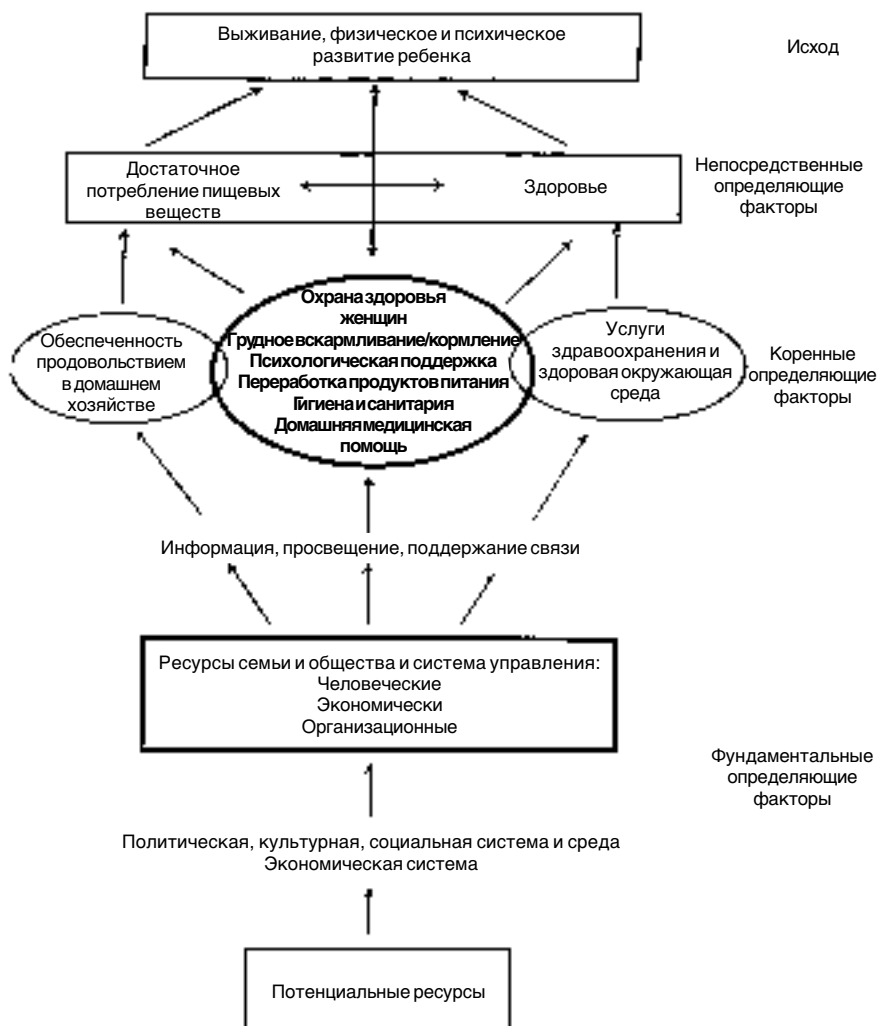 Выживание, физическое и психическое
развитие ребенка
Исход
Достаточное
потребление пищевых
веществ
Здоровье
Непосредственные
определяющие
факторы
Обеспеченность
продовольствием
в домашнем
хозяйстве
Охрана здоровья
женщин
Грудное вскармливание/кормление
Психологическая поддержка
Переработка продуктов питания
Гигиена и санитария
Домашняя медицинская
помощь
Услуги
здравоохранения и
здоровая окружающая
среда
Коренные
определяющие
факторы
Информация, просвещение, поддержание связи
Ресурсы семьи и общества и система управления:
Человеческие
Экономически
Организационные
Фундаментальные
определяющие
факторы
Политическая, культурная, социальная система и среда
Экономическая система
Потенциальные ресурсы